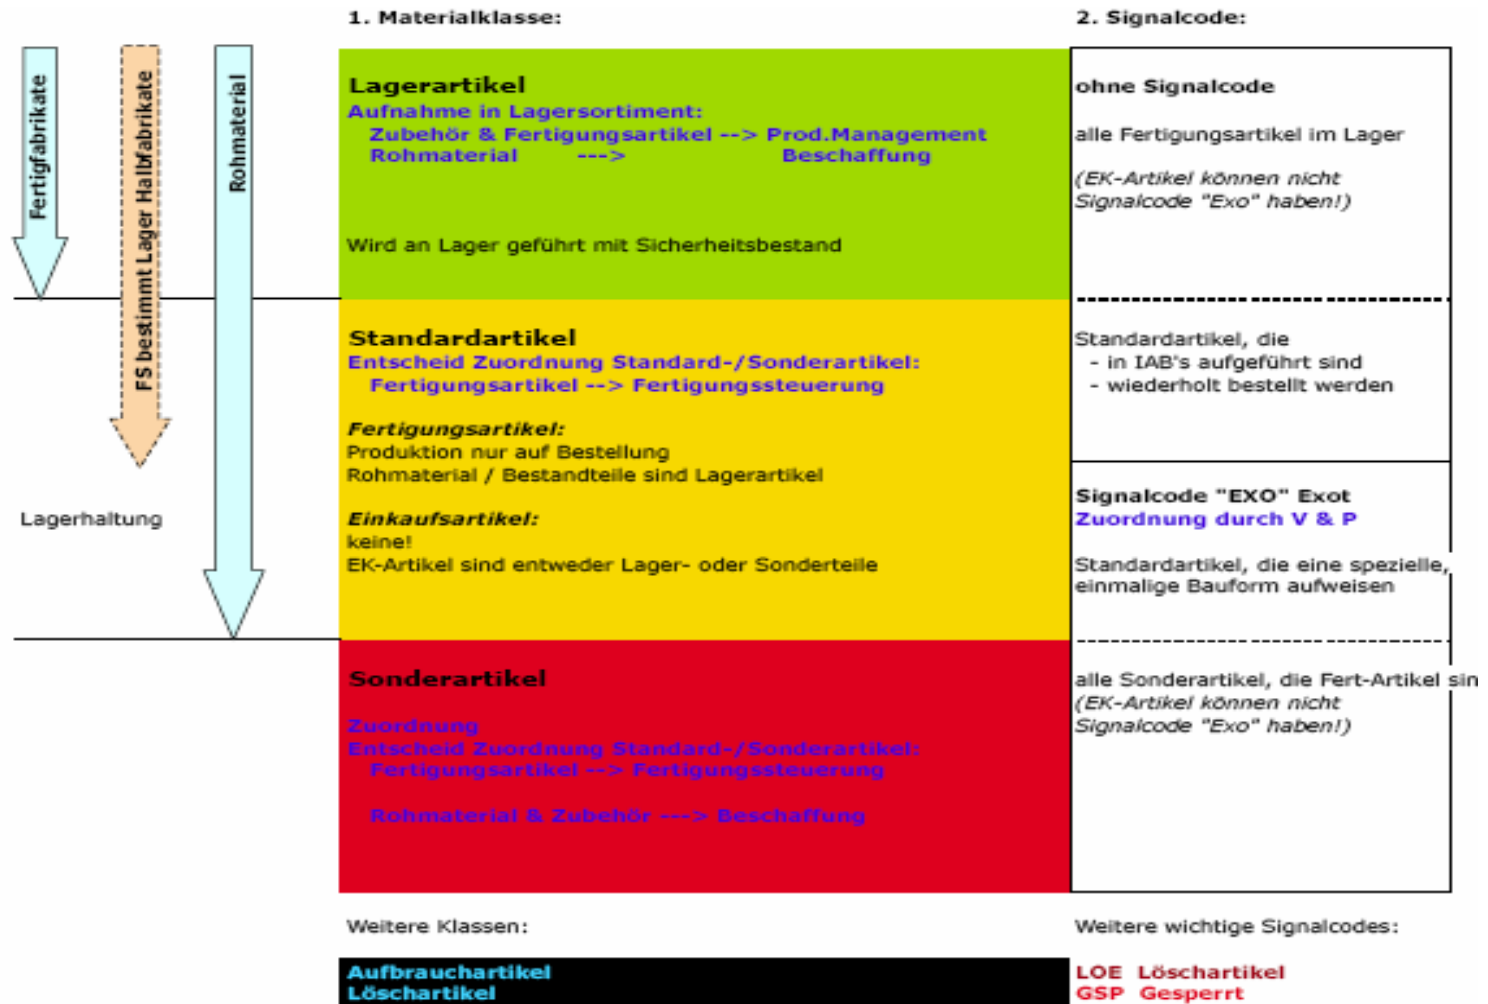 1. Materialklasse:
2. Signalcode:
Fertigfabrikate
FS bestimmt Lager Halbfabrikate
Rohmaterial
Lagerhaltung
Lagerartikel
Aufnahme in Lagersortiment:
Zubehör & Fertigungsartikel --> Prod.Management
Rohmaterial ---> Beschaffung
Wird an Lager geführt mit Sicherheitsbestand
ohne Signalcode
alle Fertigungsartikel im Lager
(EK-Artikel können nicht
Signalcode "Exo" haben!)
Standardartikel
Entscheid Zuordnung Standard-/Sonderartikel:
Fertigungsartikel --> Fertigungssteuerung
Fertigungsartikel:
Produktion nur auf Bestellung
Rohmaterial / Bestandteile sind Lagerartikel
Einkaufsartikel:
keine!
EK-Artikel sind entweder Lager- oder Sonderteile
Standardartikel, die
- in IAB's aufgeführt sind
- wiederholt bestellt werden
Signalcode "EXO" Exot
Zuordnung durch V & P
Standardartikel, die eine spezielle,
einmalige Bauform aufweisen
Sonderartikel
Zuordnung
Entscheid Zuordnung Standard-/Sonderartikel:
Fertigungsartikel --> Fertigungssteuerung
Rohmaterial & Zubehör ---> Beschaffung
alle Sonderartikel, die Fert-Artikel sin
(EK-Artikel können nicht
Signalcode "Exo" haben!)
Weitere Klassen:
Aufbrauchartikel
Löschartikel
Weitere wichtige Signalcodes:
LOE Löschartikel
GSP Gesperrt